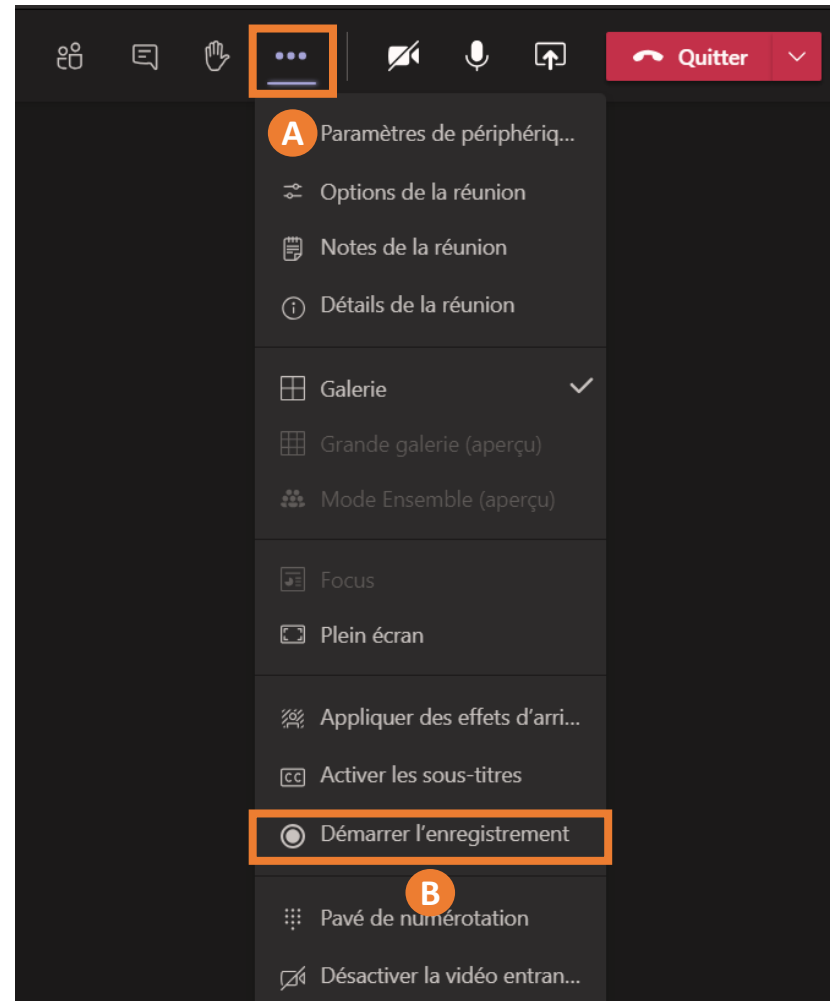 Quitter
A
Paramètres de périphériq...
Options de la réunion
Notes de la réunion
Détails de la réunion
Galerie
Grande galerie (aperçu)
Mode Ensemble (aperçu)
Focus
Plein écran
Appliquer des effets d'arri...
CC Activer les sous-titres
Démarrer l'enregistrement
B
Pavé de numérotation
Désactiver la vidéo entran...